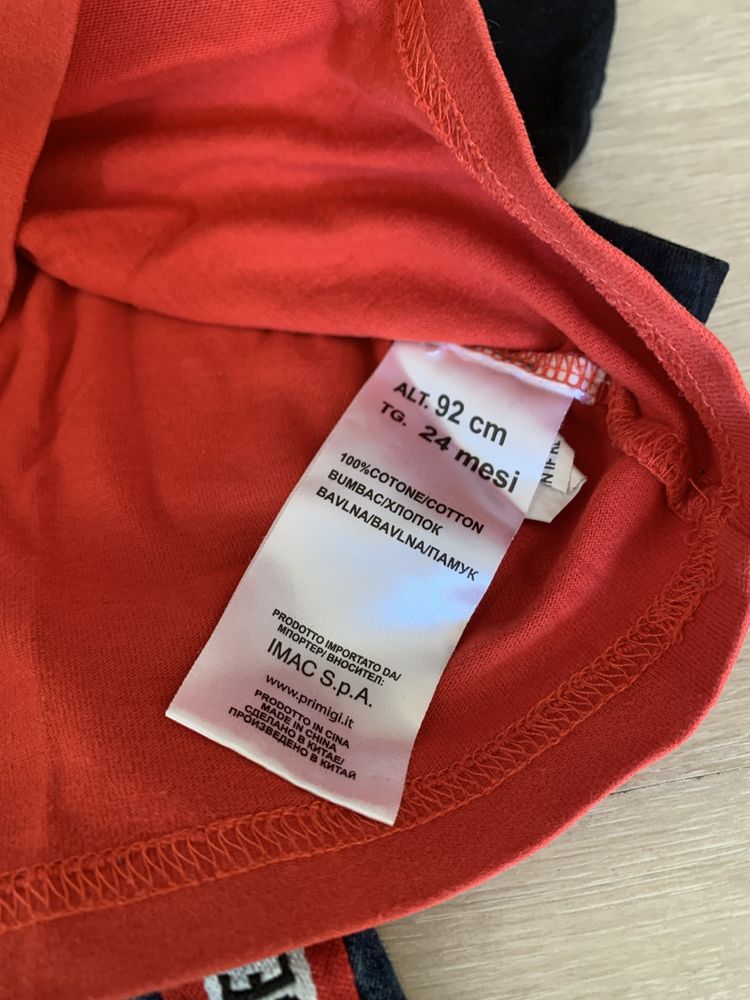 ALT. 92 cm
TG. 24 mesi
100%COTONE/COTTON
BUMBAC/ХЛОПОК
BAVLNA/BAVLNA/ПАМУК
PRODOTTO IMPORTATO DA/
МПОРТЕР/ ВНОСИТЕЛ:
IMAC S.p.A.
www.primigi.it
PRODOTTO IN CINA
MADE IN CHINA
СДЕЛАНО В КИТАЕ/
ПРОИЗВЕДЕНО В КИТАЙ